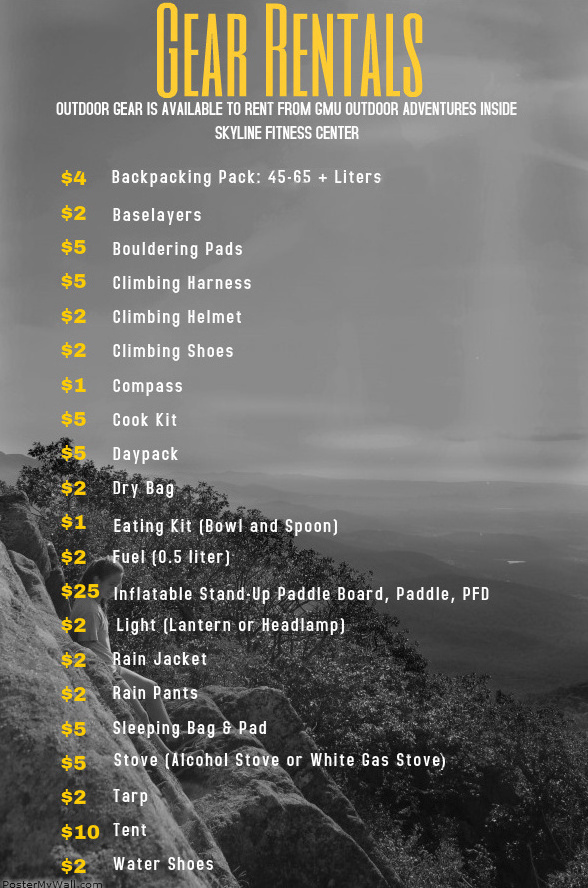 GEAR RENTALS
OUTDOOR GEAR IS AVAILABLE TO RENT FROM GMU OUTDOOR ADVENTURES INSIDE
SKYLINE FITNESS CENTER
$4 Backpacking Pack: 45-65 + Liters
$2 Baselayers
$5 Bouldering Pads
$5 Climbing Harness
$2 Climbing Helmet
$2 Climbing Shoes
$1 Compass
$5 Cook Kit
$5 Daypack
$2 Dry Bag
$1 Eating Kit (Bowl and Spoon)
$2 Fuel (0.5 liter)
$25 Inflatable Stand-Up Paddle Board, Paddle, PFD
$2 Light (Lantern or Headlamp)
$2 Rain Jacket
$2 Rain Pants
$5 Sleeping Bag & Pad
$5 Stove (Alcohol Stove or White Gas Stove)
$2 Tarp
$10 Tent
$2 Water Shoes
PosterMyWall.com